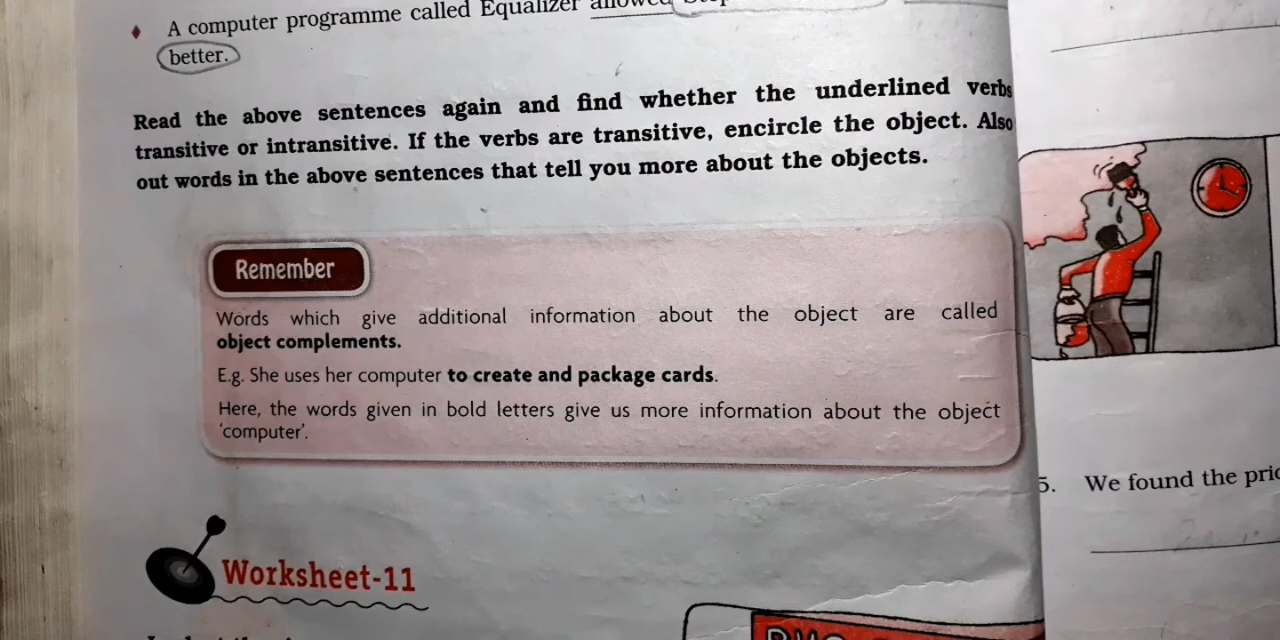 A computer programme called Equalizer allowed
better.
Read the above sentences again and find whether the underlined verbs
transitive or intransitive. If the verbs are transitive, encircle the object. Also
out words in the above sentences that tell you more about the objects.
Remember
Words which give additional information about the object are called
object complements.
E.g. She uses her computer to create and package cards.
Here, the words given in bold letters give us more information about the object
‘computer’.
Worksheet-11
5. We found the